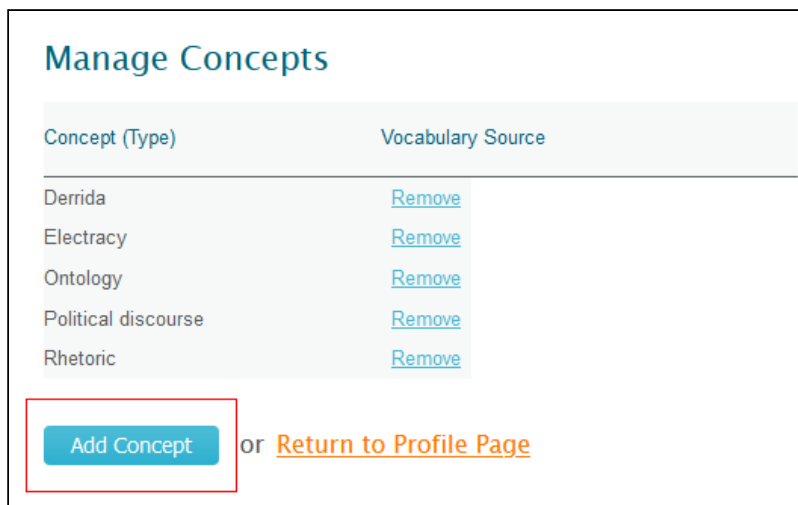 Manage Concepts
Concept (Type) Vocabulary Source
Derrida Remove
Electracy Remove
Ontology Remove
Political discourse Remove
Rhetoric Remove
Add Concept or Return to Profile Page